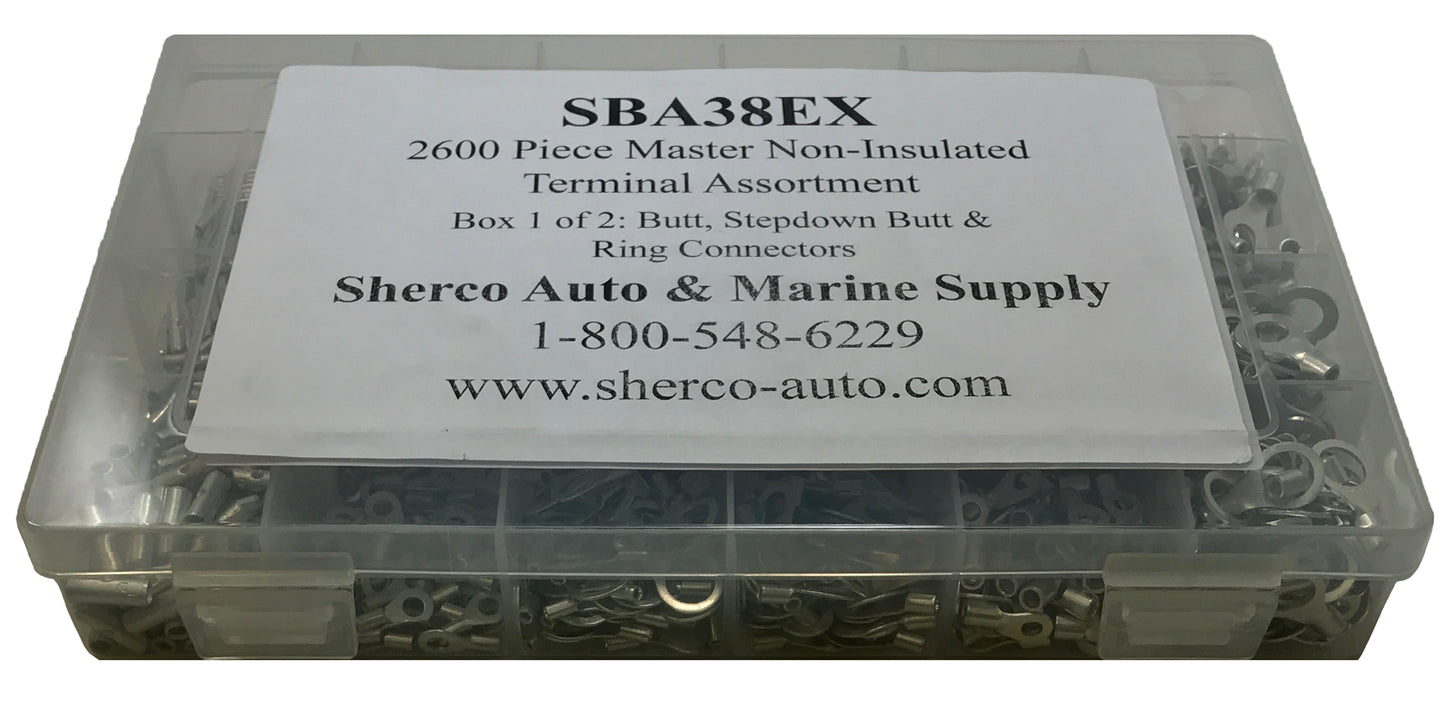 SBA38EX
2600 Piece Master Non-Insulated
Terminal Assortment
Box 1 of 2: Butt, Stepdown Butt &
Ring Connectors
Sherco Auto & Marine Supply
1-800-548-6229
www.sherco-auto.com